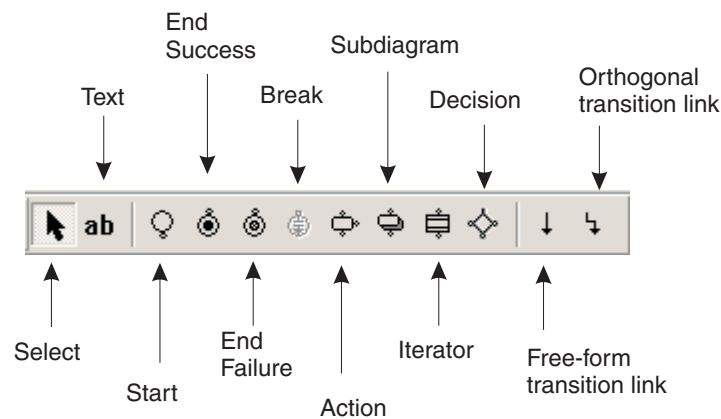 End
Success
Subdiagram
Orthogonal
transition link
Text
Break
Decision
ab
Select
Start
End
Failure
Action
Iterator
Free-form
transition link